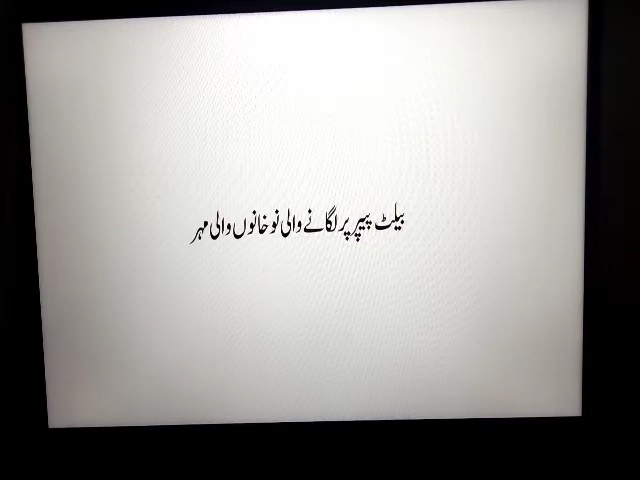 بیلٹ پیپر پر لگانے والی نو خانوں والی مہر